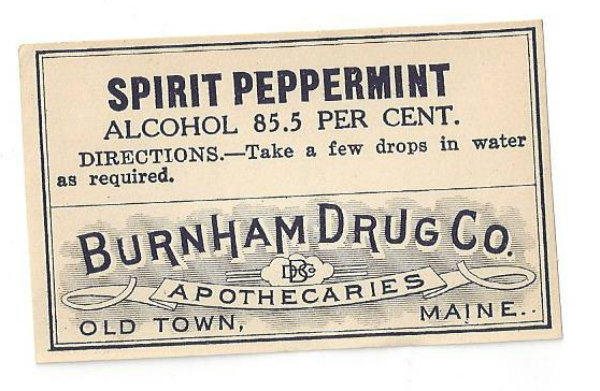 SPIRIT PEPPERMINT
ALCOHOL 85.5 PER CENT.
DIRECTIONS.—Take a few drops in water
as required.
BURNHAM DRUG CO.
APOTHECARIES
OLD TOWN, MAINE..